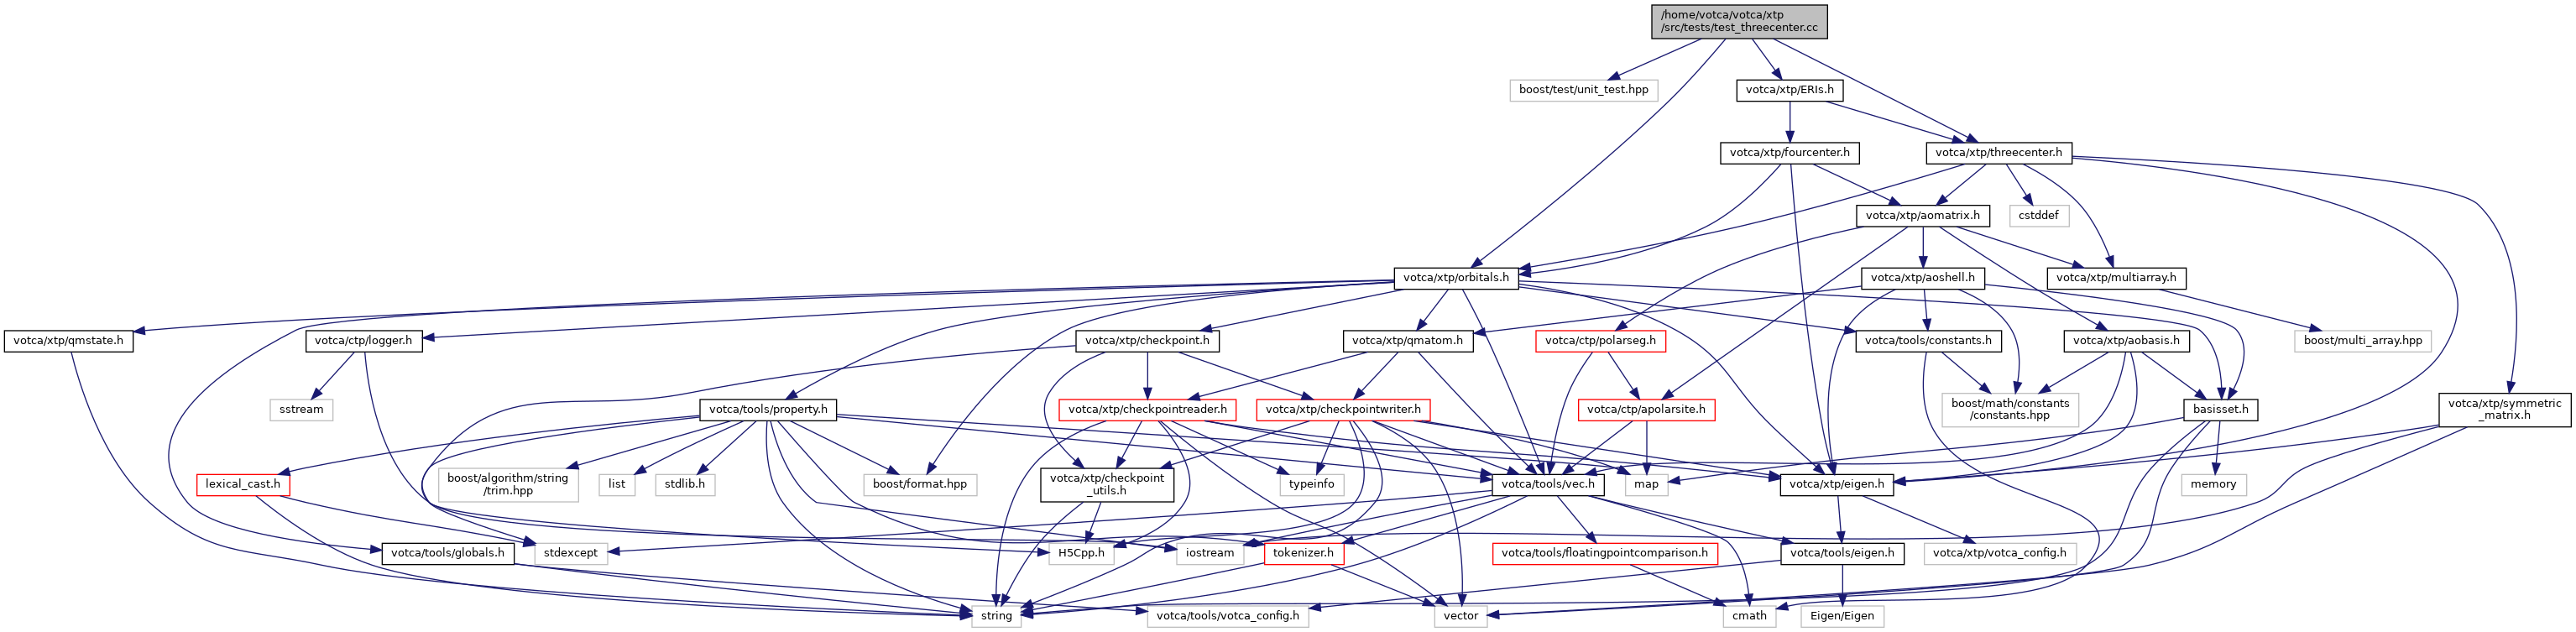 /home/votca/votca/xtp
/src/tests/test_threecenter.cc
boost/test/unit_test.hpp
votca/xtp/ERIs.h
votca/xtp/fourcenter.h
votca/xtp/threecenter.h
votca/xtp/aomatrix.h
cstddef
votca/xtp/orbitals.h
votca/xtp/aoshell.h
votca/xtp/multiarray.h
votca/xtp/qmstate.h
votca/ctp/logger.h
votca/xtp/checkpoint.h
votca/xtp/qmatom.h
votca/ctp/polarseg.h
votca/tools/constants.h
votca/xtp/aobasis.h
boost/multi_array.hpp
sstream
votca/tools/property.h
votca/xtp/checkpointreader.h
votca/xtp/checkpointwriter.h
votca/ctp/apolarsite.h
boost/math/constants
/constants.hpp
basisset.h
votca/xtp/symmetric
_matrix.h
lexical_cast.h
boost/algorithm/string
/trim.hpp
list
stdlib.h
boost/format.hpp
votca/xtp/checkpoint
_utils.h
typeinfo
votca/tools/vec.h
map
votca/xtp/eigen.h
memory
votca/tools/globals.h
stdexcept
H5Cpp.h
iostream
tokenizer.h
votca/tools/floatingpointcomparison.h
votca/tools/eigen.h
votca/xtp/votca_config.h
string
votca/tools/votca_config.h
vector
cmath
Eigen/Eigen